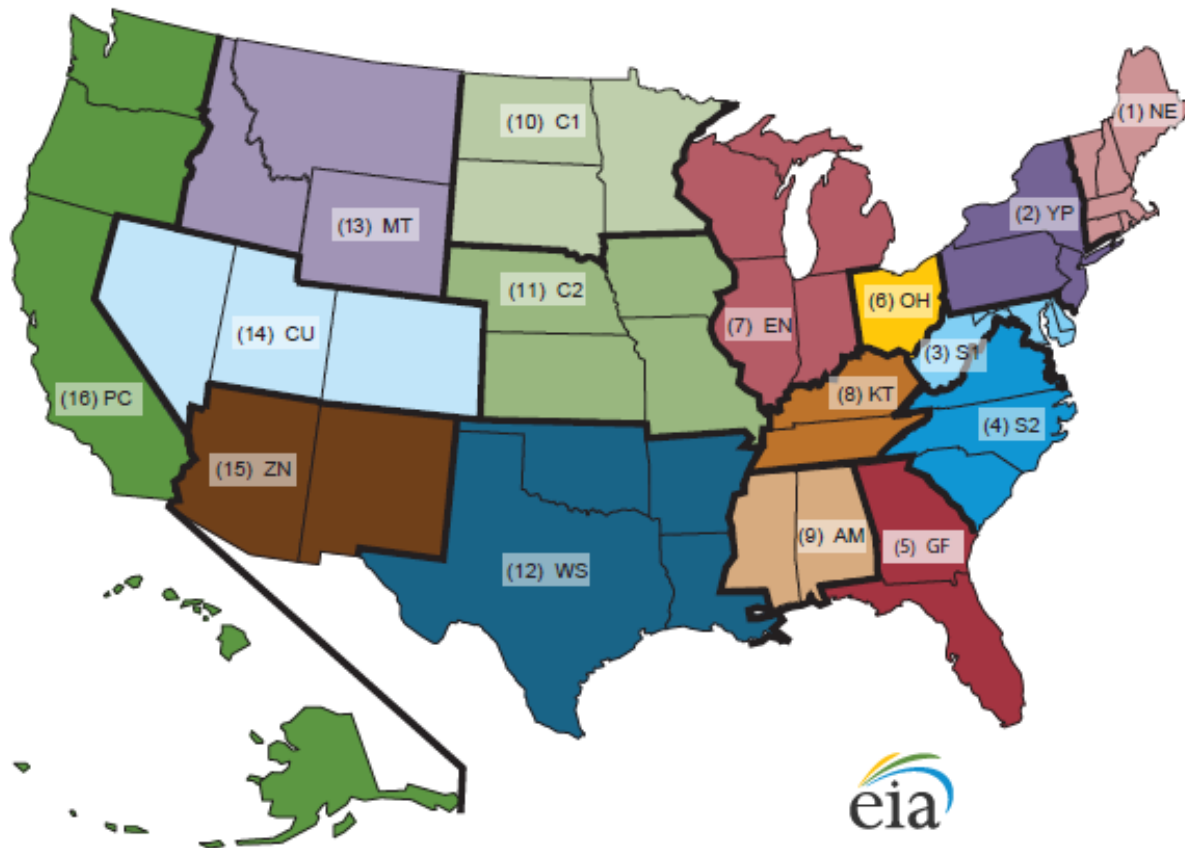 (1) NE
(10) C1
(2) YP
(13) MT
(11) C2
(6) OH
(7) EN
(14) CU
(3) S1
(16) PC
(8) KT
(4) S2
(15) ZN
(9) AM
(5) GF
(12) WS
eia